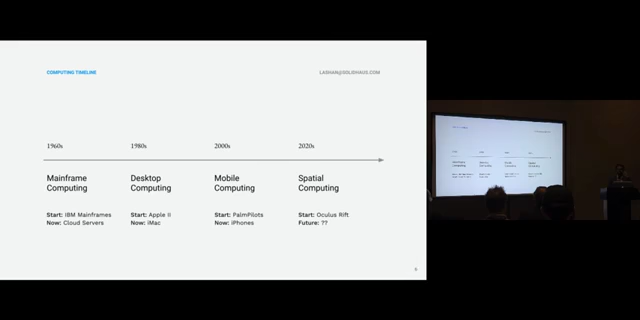 COMPUTING TIMELINE
LASHAN@SOLIDHAUS.COM
1960s
1980s
2000s
2020s
Mainframe
Computing
Desktop
Computing
Mobile
Computing
Spatial
Computing
Start: IBM Mainframes
Now: Cloud Servers
Start: Apple II
Now: iMac
Start: PalmPilots
Now: iPhones
Start: Oculus Rift
Future: ??